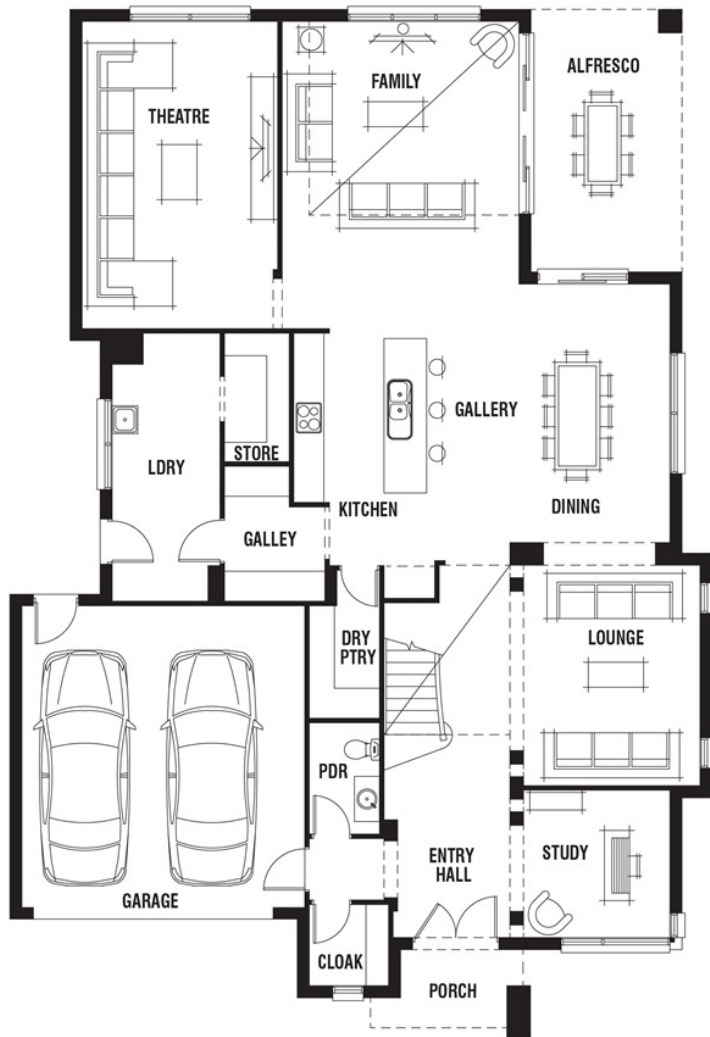 ALFRESCO
FAMILY
THEATRE
GALLERY
STORE
LDRY
KITCHEN
DINING
GALLEY
LOUNGE
DRY
PTRY
PDR
ENTRY
HALL
STUDY
GARAGE
CLOAK
PORCH